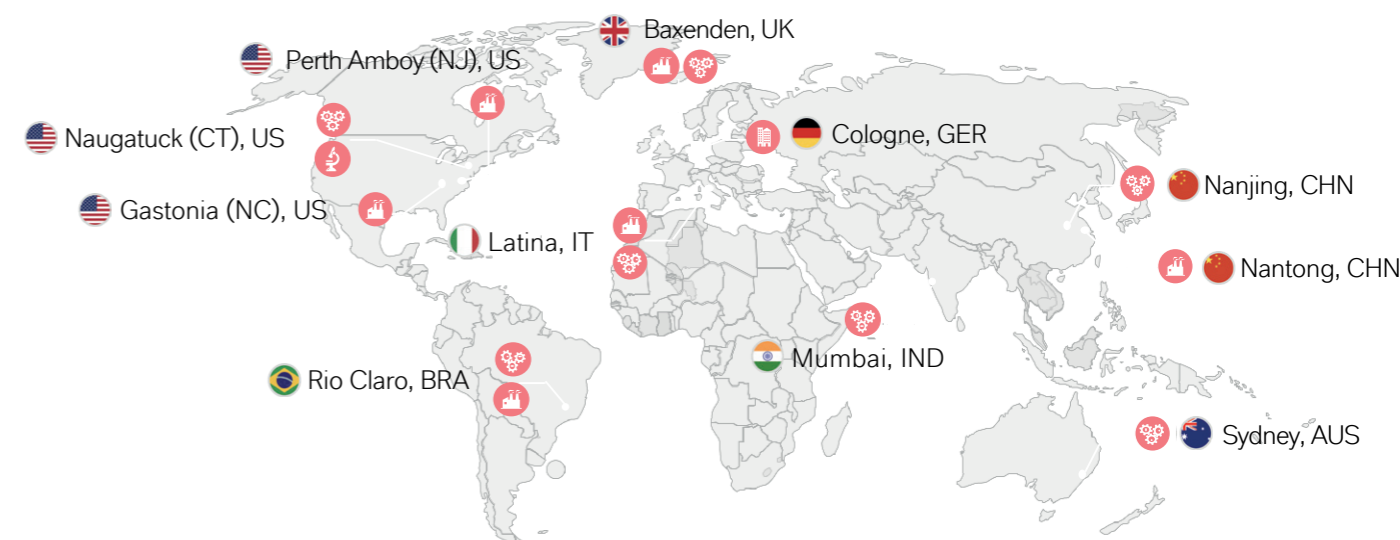 Baxenden, UK
Perth Amboy (NJ), US
Naugatuck (CT), US
Cologne, GER
Nanjing, CHN
Gastonia (NC), US
Latina, IT
Nantong, CHN
Mumbai, IND
Rio Claro, BRA
Sydney, AUS